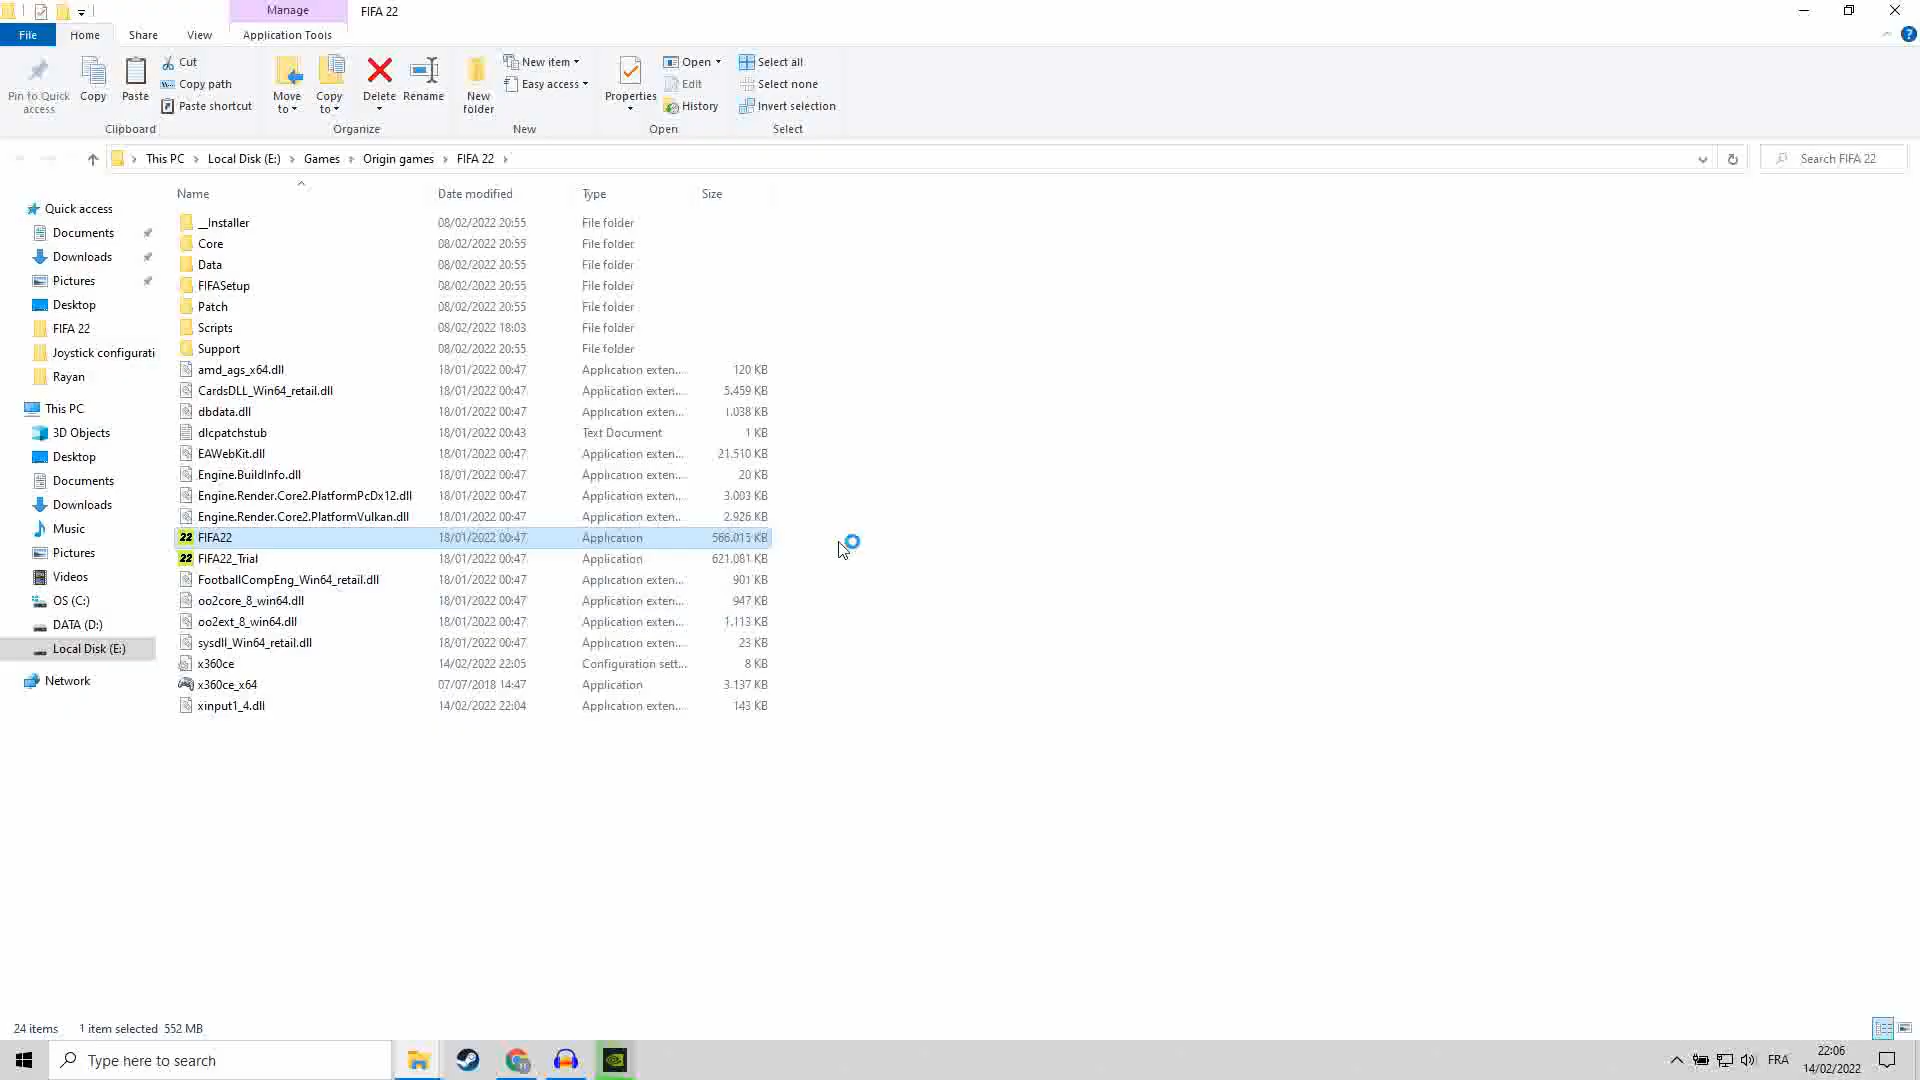 Manage
FIFA 22
File
Home
Share
View
Application Tools
Pin to Quick access
Copy
Paste
Cut
Copy path
Paste shortcut
Clipboard
Move to
Copy to
Delete
Rename
Organize
New folder
New item
Easy access
New
Properties
Open
Edit
History
Open
Select all
Select none
Invert selection
Select
This PC
Local Disk (E:)
Games
Origin games
FIFA 22
Search FIFA 22
Quick access
Documents
Downloads
Pictures
Desktop
FIFA 22
Joystick configurati
Rayan
This PC
3D Objects
Desktop
Documents
Downloads
Music
Pictures
Videos
OS (C:)
DATA (D:)
Local Disk (E:)
Network
Name Date modified Type Size
__Installer 08/02/2022 20:55 File folder
Core 08/02/2022 20:55 File folder
Data 08/02/2022 20:55 File folder
FIFASetup 08/02/2022 20:55 File folder
Patch 08/02/2022 20:55 File folder
Scripts 08/02/2022 18:03 File folder
Support 08/02/2022 20:55 File folder
amd_ags_x64.dll 18/01/2022 00:47 Application exten... 120 KB
CardsDLL_Win64_retail.dll 18/01/2022 00:47 Application exten... 5.459 KB
dbdata.dll 18/01/2022 00:47 Application exten... 1.038 KB
dlcpatchstub 18/01/2022 00:43 Text Document 1 KB
EAWebKit.dll 18/01/2022 00:47 Application exten... 21.510 KB
Engine.BuildInfo.dll 18/01/2022 00:47 Application exten... 20 KB
Engine.Render.Core2.PlatformPcDx12.dll 18/01/2022 00:47 Application exten... 3.003 KB
Engine.Render.Core2.PlatformVulkan.dll 18/01/2022 00:47 Application exten... 2.926 KB
22 FIFA22 18/01/2022 00:47 Application 566.015 KB
22 FIFA22_Trial 18/01/2022 00:47 Application 621.081 KB
FootballCompEng_Win64_retail.dll 18/01/2022 00:47 Application exten... 901 KB
oo2core_8_win64.dll 18/01/2022 00:47 Application exten... 947 KB
oo2ext_8_win64.dll 18/01/2022 00:47 Application exten... 1.113 KB
sysdll_Win64_retail.dll 18/01/2022 00:47 Application exten... 23 KB
x360ce 14/02/2022 22:05 Configuration sett... 8 KB
x360ce_x64 07/07/2018 14:47 Application 3.137 KB
xinput1_4.dll 14/02/2022 22:04 Application exten... 143 KB
24 items
1 item selected 552 MB
Type here to search
FRA
22:06
14/02/2022